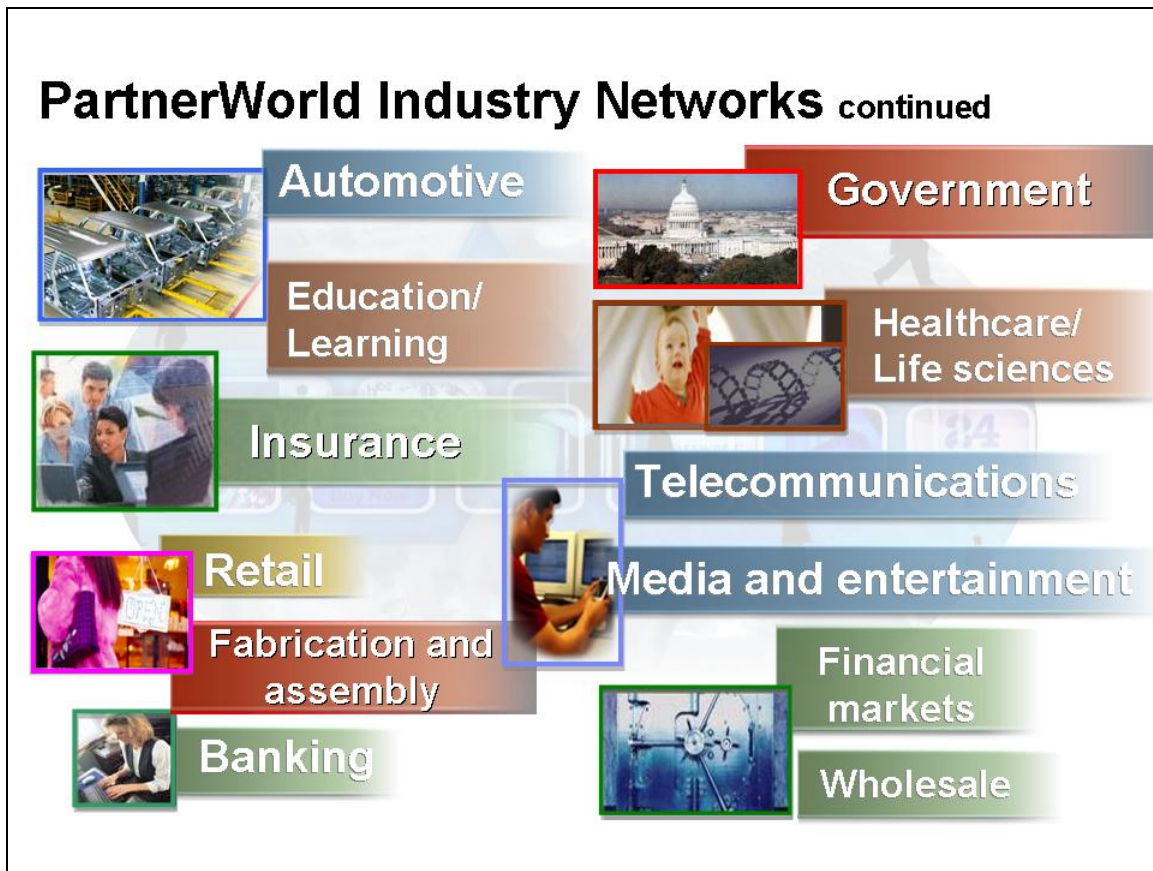 PartnerWorld Industry Networks continued
Automotive
Education/
Learning
Insurance
Retail
OPEN
Fabrication and
assembly
Banking
Government
Healthcare/
Life sciences
Telecommunications
Media and entertainment
Financial
markets
Wholesale